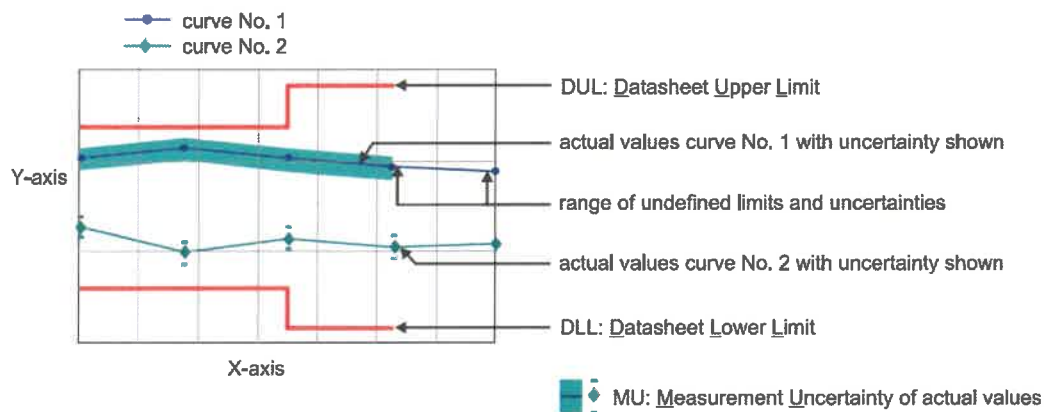 curve No. 1
curve No. 2
DUL: Datasheet Upper Limit
actual values curve No. 1 with uncertainty shown
Y-axis
range of undefined limits and uncertainties
actual values curve No. 2 with uncertainty shown
DLL: Datasheet Lower Limit
X-axis
MU: Measurement Uncertainty of actual values